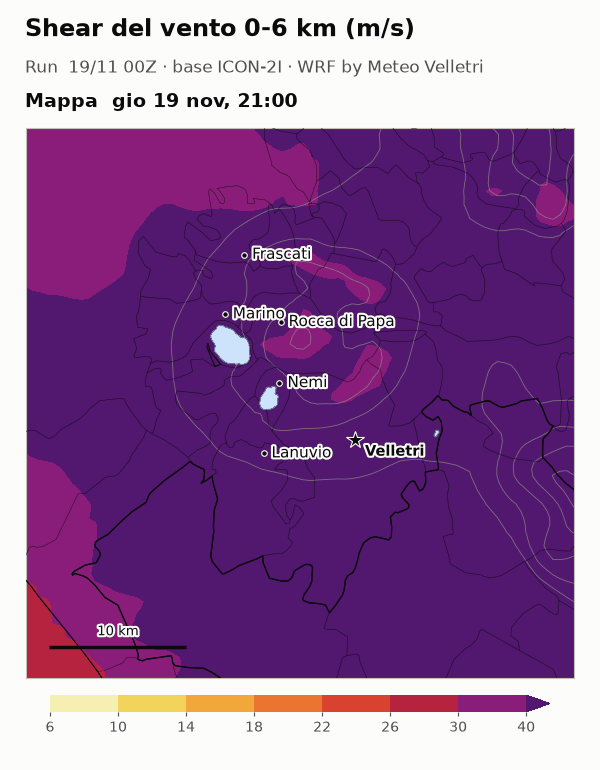 Shear del vento 0-6 km (m/s)
Run  19/11 00Z · base ICON-2I · WRF by Meteo Velletri
Mappa  gio 19 nov, 21:00
Frascati
Marino
Rocca di Papa
Nemi
Velletri
Lanuvio
10 km
6 10 14 18 22 26 30 40